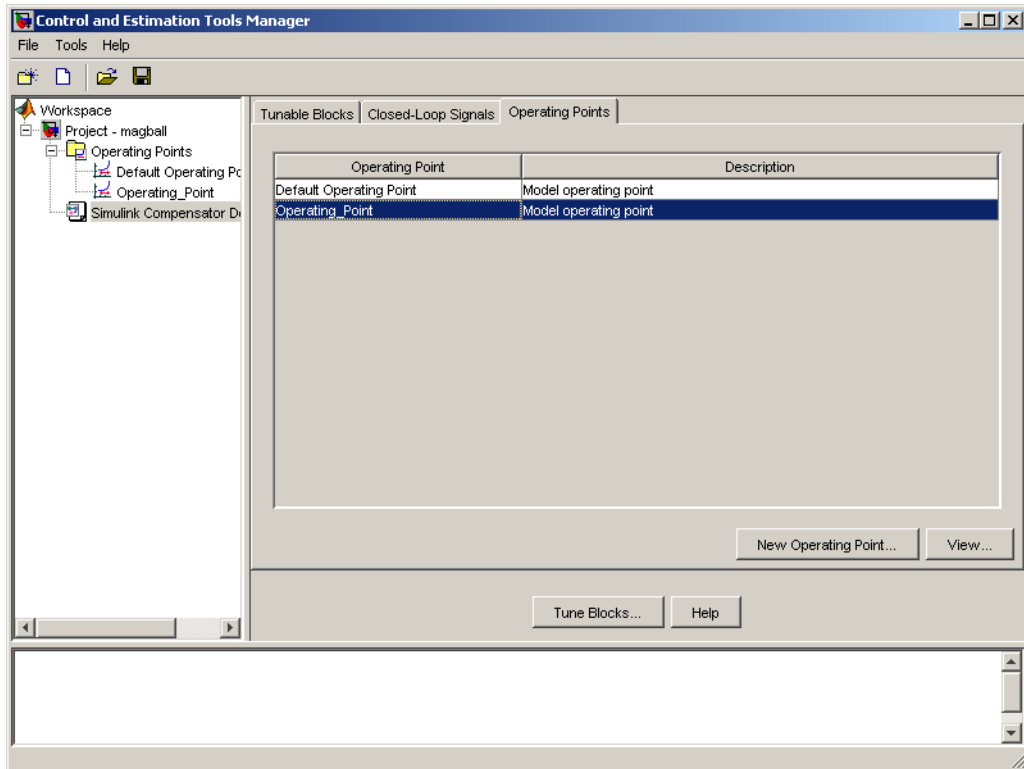 Control and Estimation Tools Manager
File Tools Help
Workspace
Project - magball
Operating Points
Default Operating Po
Operating_Point
Simulink Compensator D
Tunable Blocks Closed-Loop Signals Operating Points
Operating Point Description
Default Operating Point Model operating point
Operating_Point Model operating point
New Operating Point... View...
Tune Blocks... Help